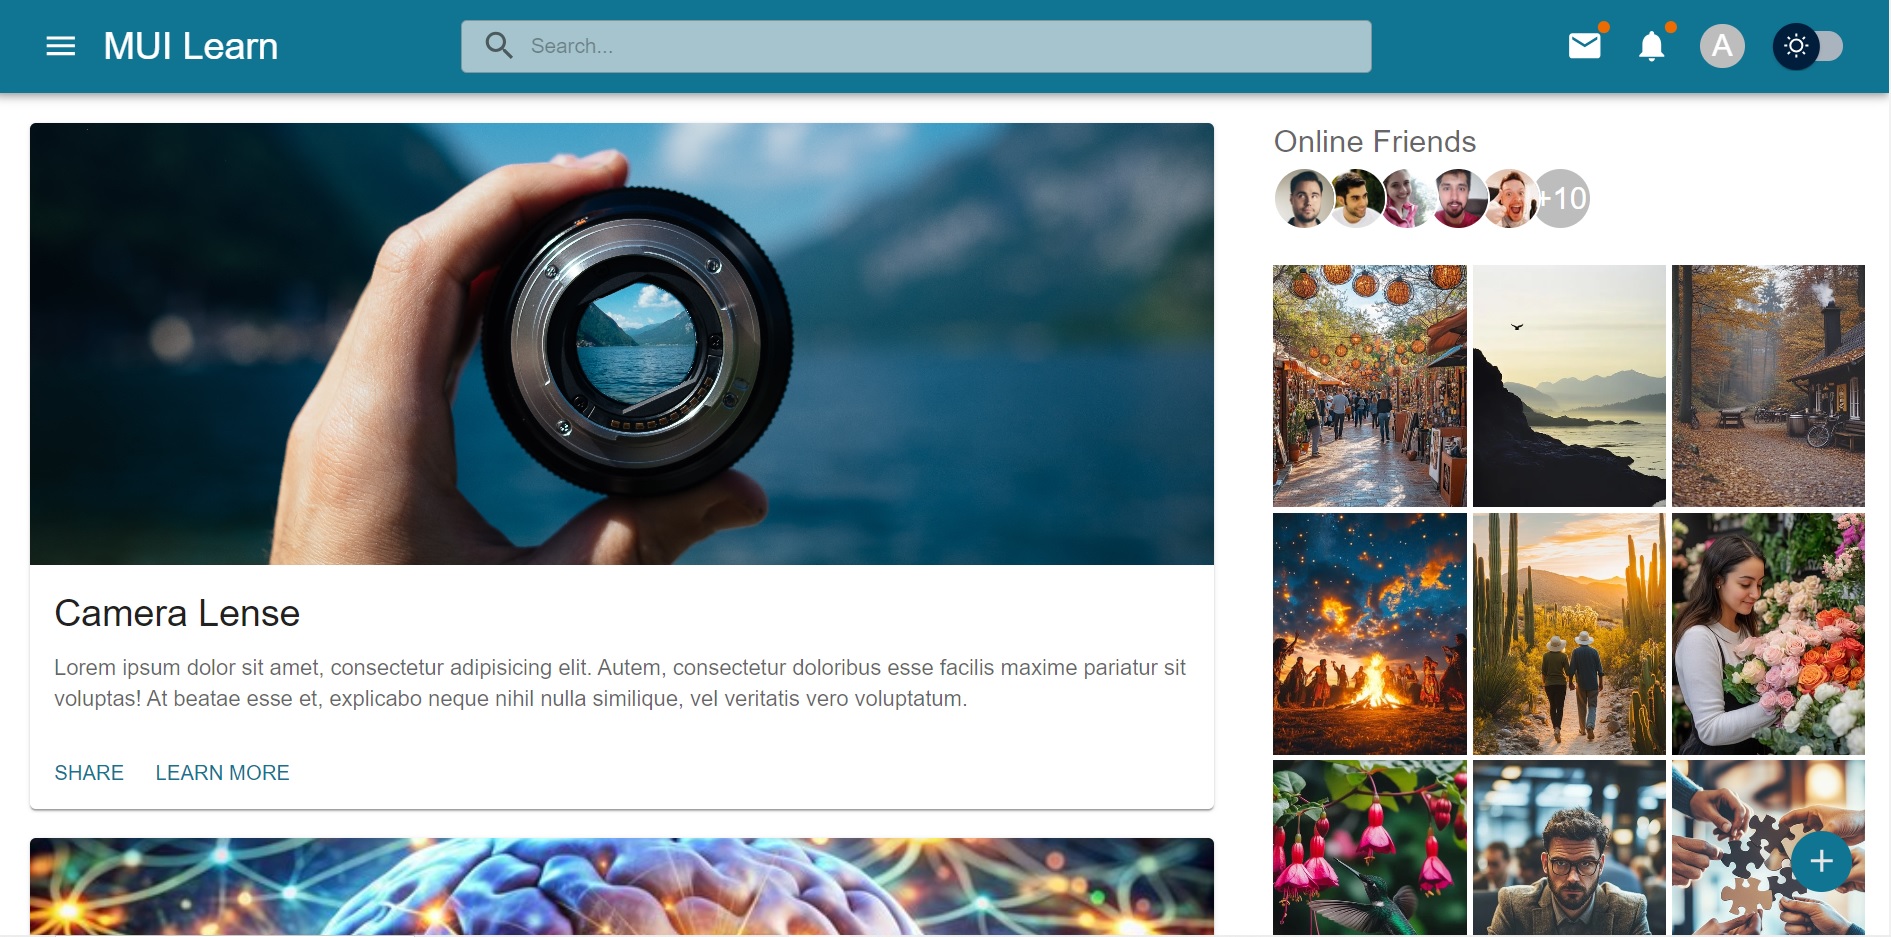 MUI Learn
Search...
A
Online Friends
+10
Camera Lense
Lorem ipsum dolor sit amet, consectetur adipisicing elit. Autem, consectetur doloribus esse facilis maxime pariatur sit
voluptas! At beatae esse et, explicabo neque nihil nulla similique, vel veritatis vero voluptatum.
SHARE LEARN MORE